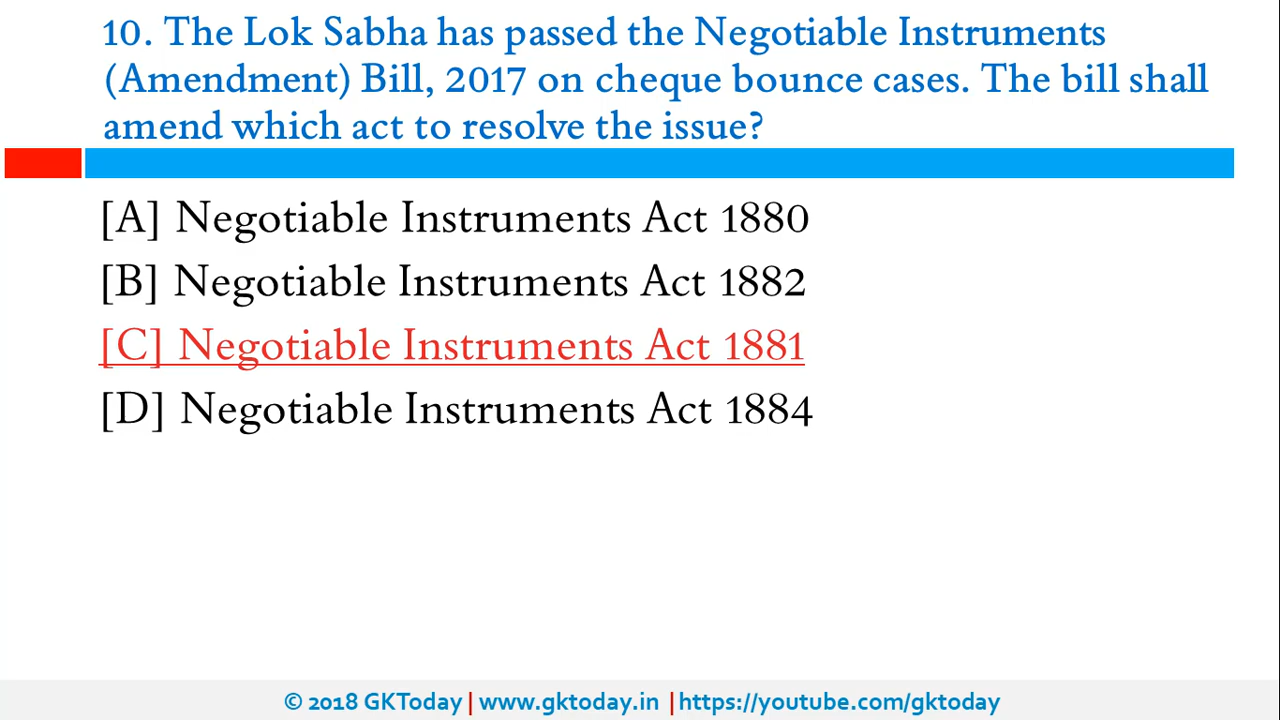 10. The Lok Sabha has passed the Negotiable Instruments
(Amendment) Bill, 2017 on cheque bounce cases. The bill shall
amend which act to resolve the issue?
[A] Negotiable Instruments Act 1880
[B] Negotiable Instruments Act 1882
[C] Negotiable Instruments Act 1881
[D] Negotiable Instruments Act 1884
© 2018 GKToday | www.gktoday.in | https://youtube.com/gktoday